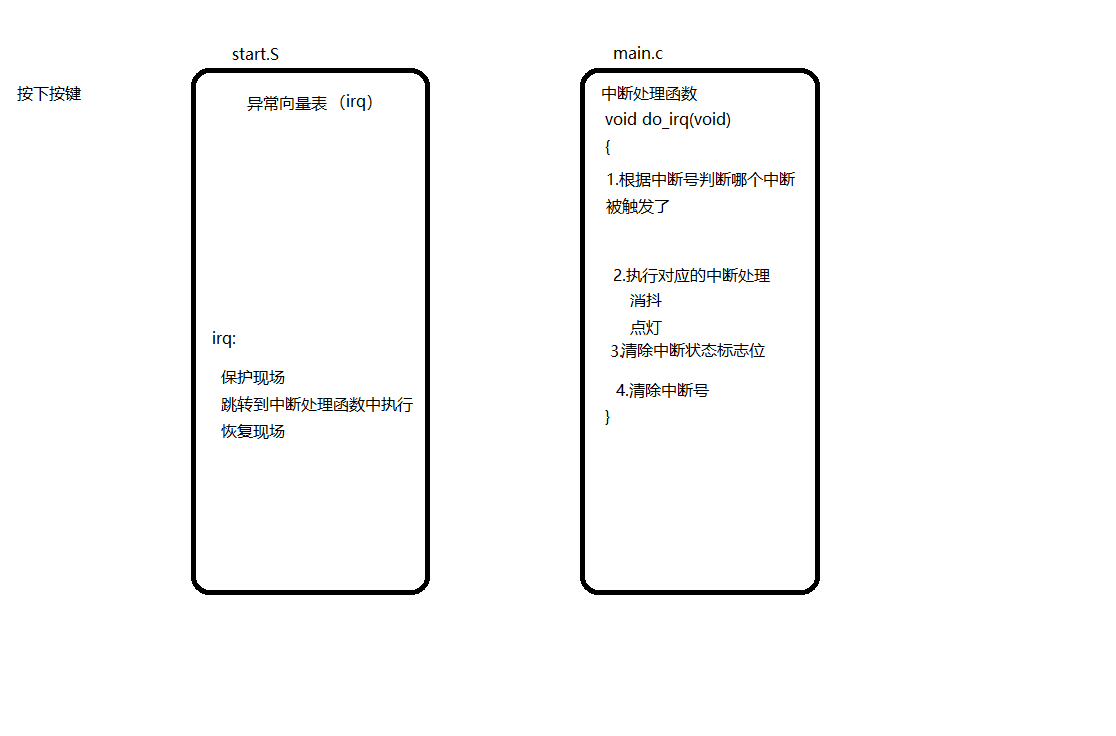 start.S
main.c
按下按键
异常向量表（irq）
irq:
保护现场
跳转到中断处理函数中执行
恢复现场
中断处理函数
void do_irq(void)
{
1.根据中断号判断哪个中断
被触发了
2.执行对应的中断处理
消抖
点灯
3.清除中断状态标志位
4.清除中断号
}